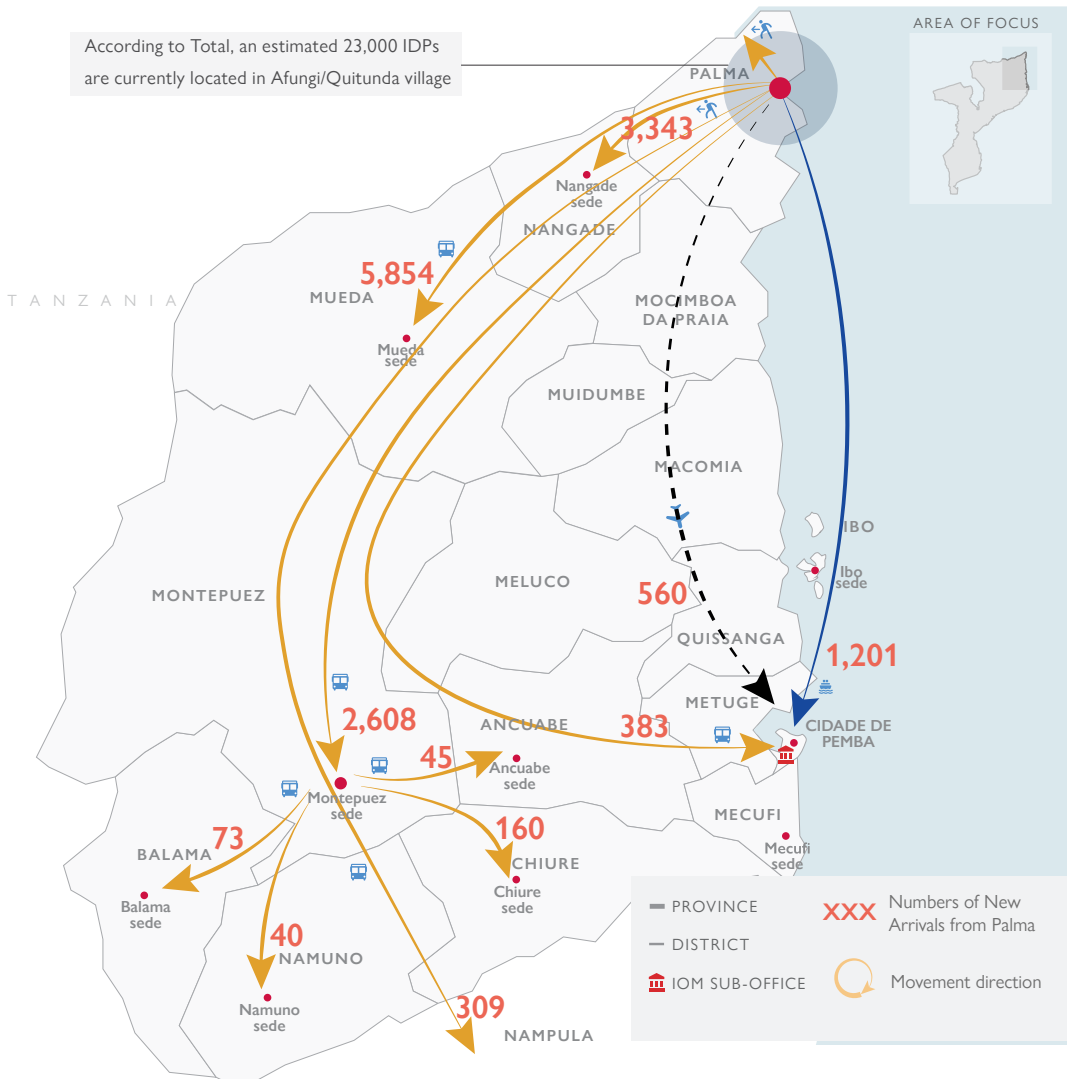 AREA OF FOCUS
According to Total, an estimated 23,000 IDPs
are currently located in Afungi/Quitunda village
PALMA
3,343
Nangade
sede
NANGADE
5,854
TANZANIA
MUEDA
MOCIMBOA
DA PRAIA
Mueda
sede
MUIDUMBE
MACOMIA
IBO
Ibo
sede
MELUCO
MONTEPUEZ
560
QUISSANGA
1,201
METUGE
2,608
ANCUABE
383
CIDADE DE
PEMBA
45
Ancuabe
sede
Montepuez
sede
MECUFI
160
73
Mecufi
sede
BALAMA
CHIURE
Chiure
sede
Balama
sede
40
NAMUNO
Namuno
sede
309
NAMPULA
PROVINCE
DISTRICT
IOM SUB-OFFICE
XXX
Numbers of New
Arrivals from Palma
Movement direction